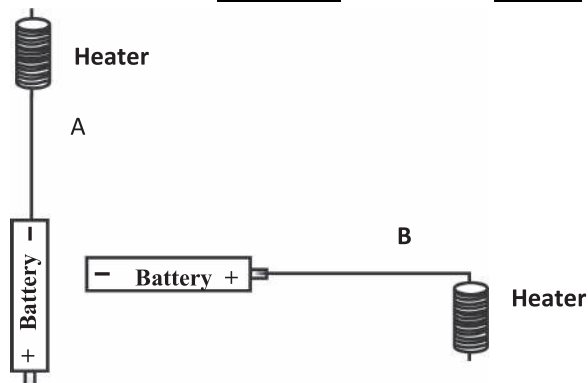 Heater
A
+ Battery −
B
− Battery +
Heater